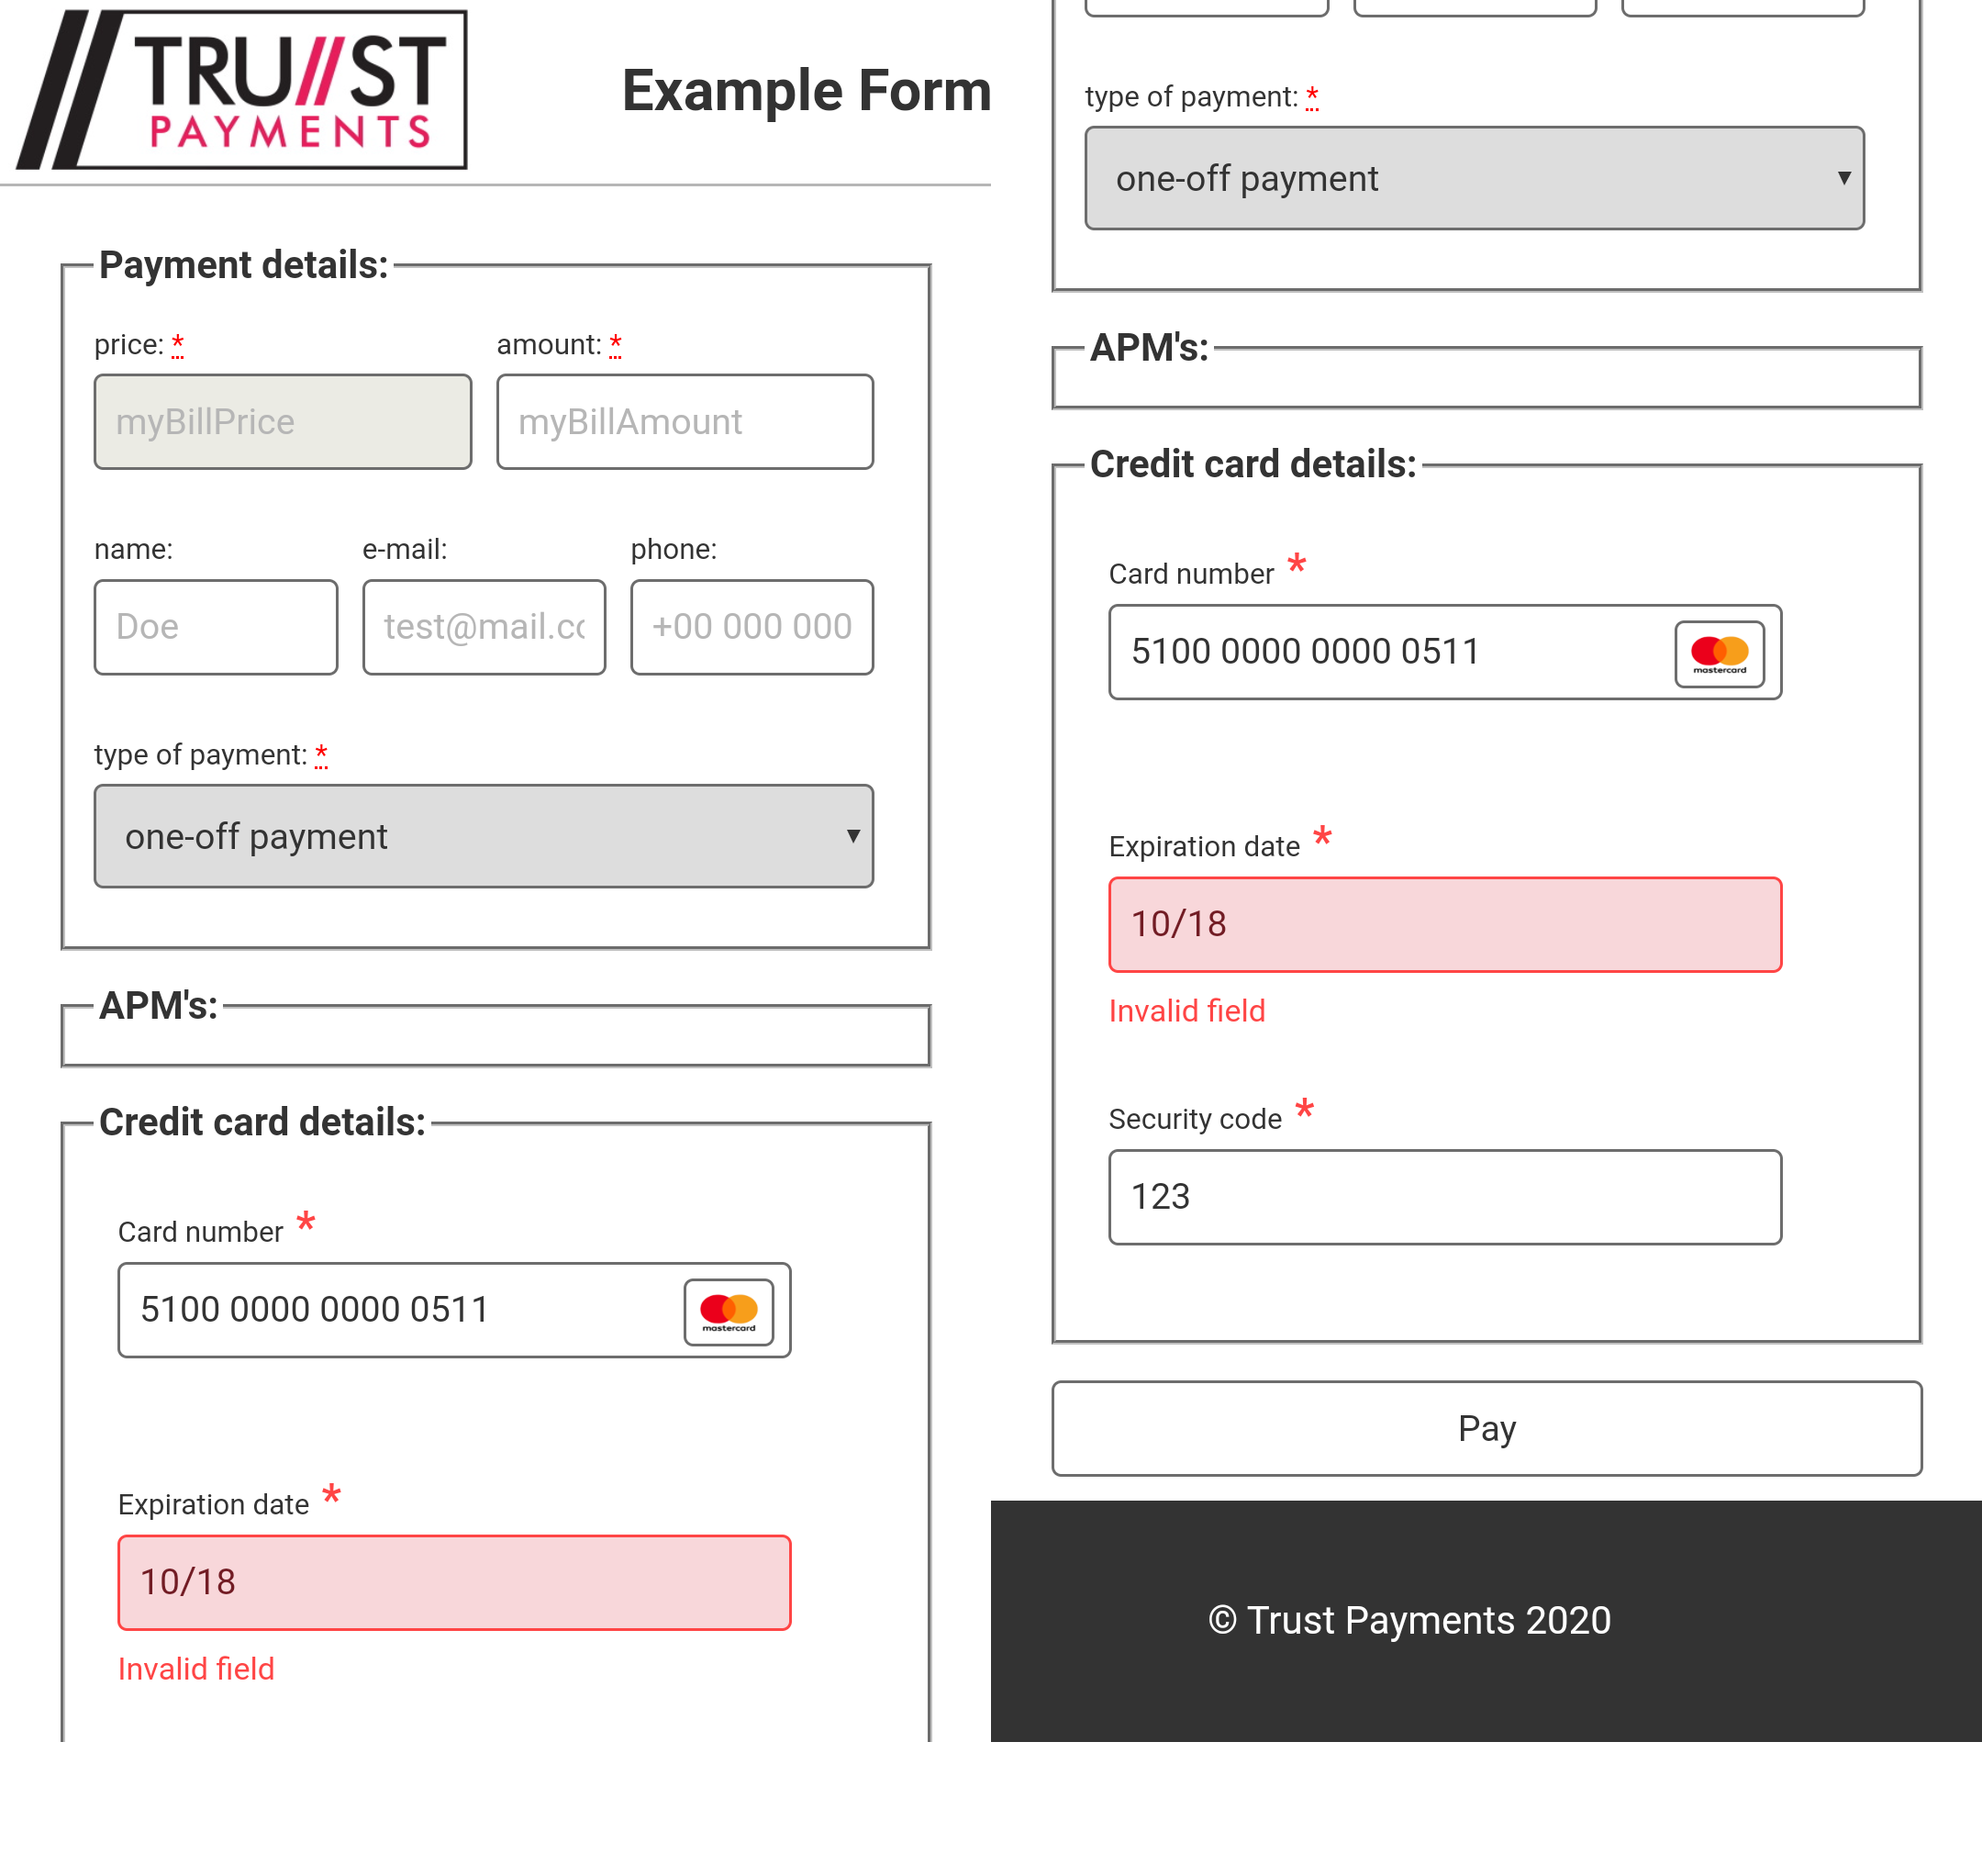 TRU//ST
PAYMENTS
Example Form
Payment details:
price: *
amount: *
myBillPrice
myBillAmount
name:
e-mail:
phone:
Doe
test@mail.co
+00 000 000
type of payment: *
one-off payment
APM's:
Credit card details:
Card number *
5100 0000 0000 0511
mastercard
Expiration date *
10/18
Invalid field
type of payment: *
one-off payment
APM's:
Credit card details:
Card number *
5100 0000 0000 0511
mastercard
Expiration date *
10/18
Invalid field
Security code *
123
Pay
© Trust Payments 2020